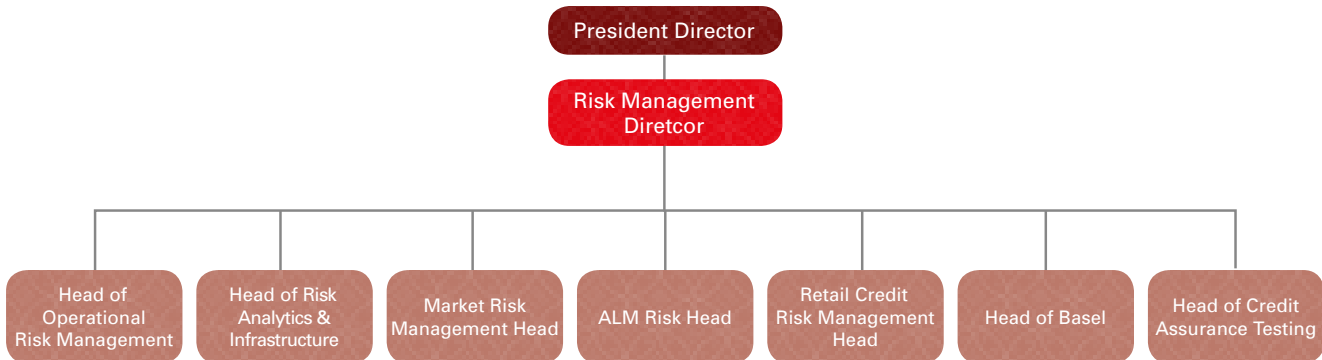 President Director
Risk Management
Diretcor
Head of
Operational
Risk Management
Head of Risk
Analytics &
Infrastructure
Market Risk
Management Head
ALM Risk Head
Retail Credit
Risk Management
Head
Head of Basel
Head of Credit
Assurance Testing